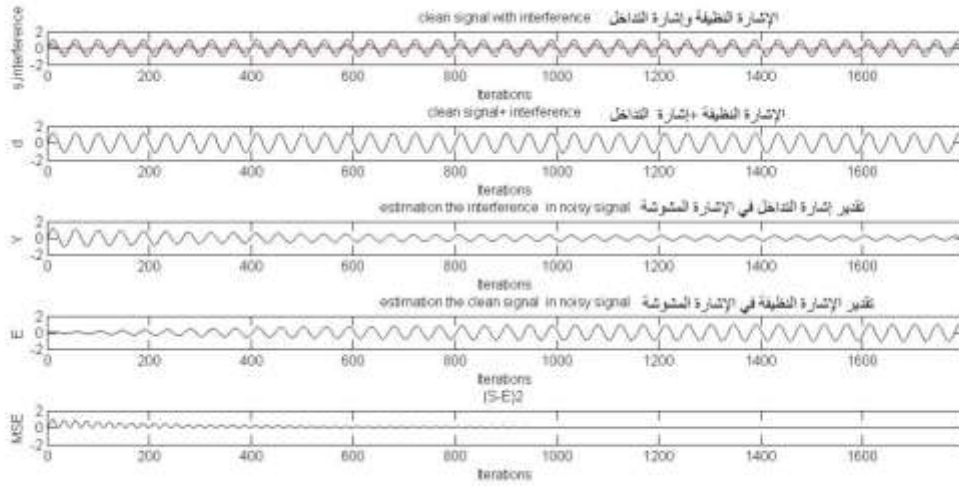 clean signal with interference الإشارة النظيفة وإشارة التداخل
s,interference
2
0
-2
0 200 400 600 800 1000 1200 1400 1600
Iterations
clean signal+ interference الإشارة النظيفة +إشارة التداخل
d
2
0
-2
0 200 400 600 800 1000 1200 1400 1600
Iterations
estimation the interference in noisy signal تقدير إشارة التداخل في الإشارة المشوشة
Y
2
0
-2
0 200 400 600 800 1000 1200 1400 1600
Iterations
estimation the clean signal in noisy signal تقدير الإشارة النظيفة في الإشارة المشوشة
E
2
0
-2
0 200 400 600 800 1000 1200 1400 1600
Iterations
(S-E)2
MSE
2
0
-2
0 200 400 600 800 1000 1200 1400 1600
Iterations